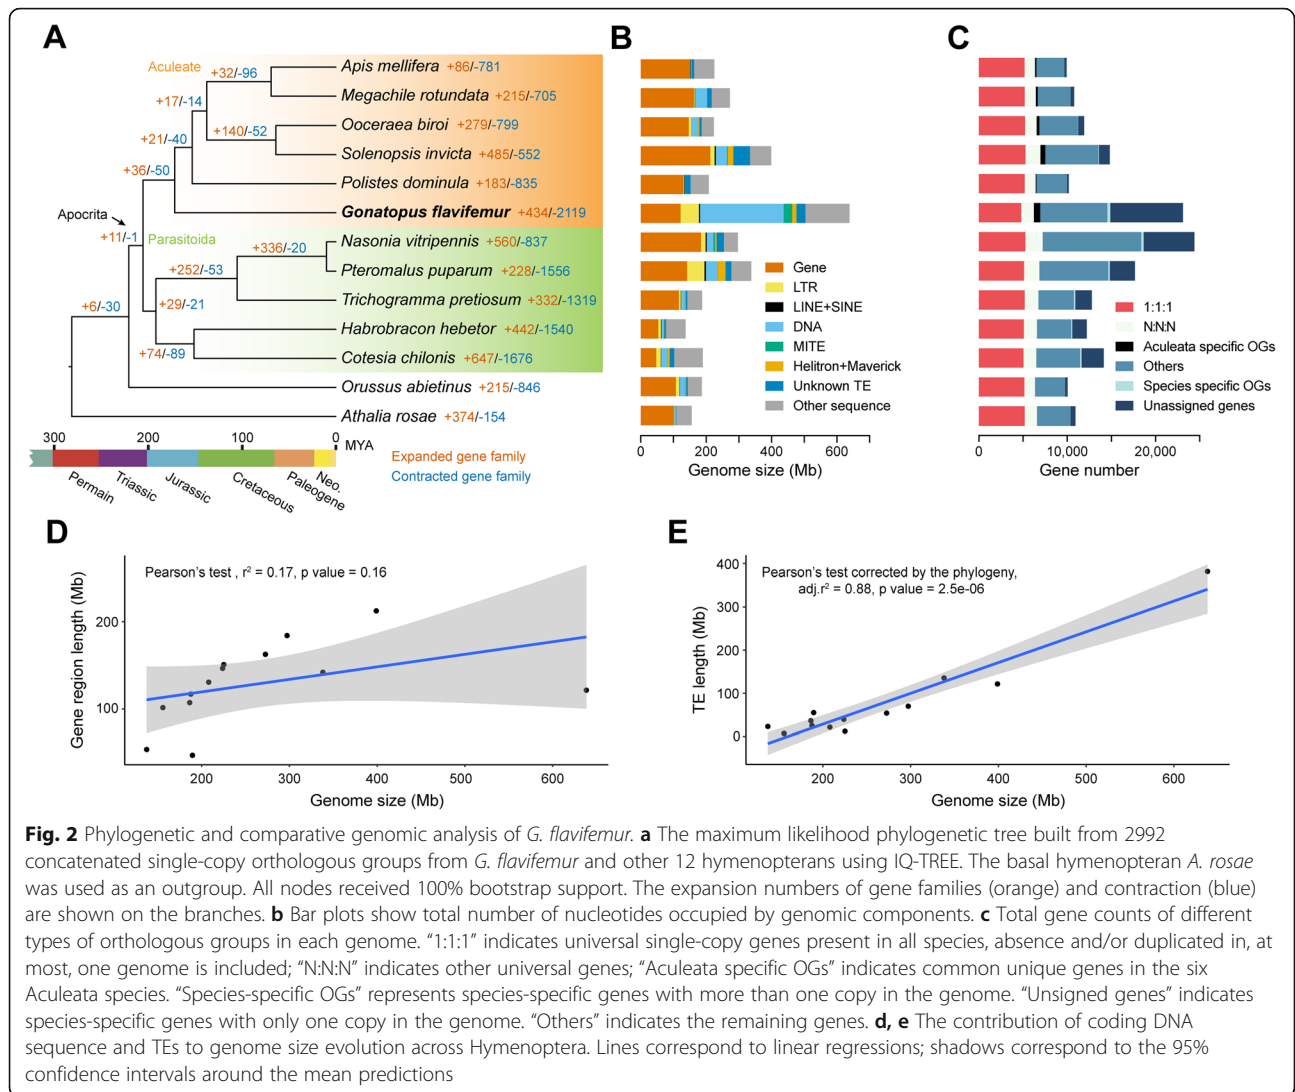 A
B
C
Aculeate
+32/-96
Apis mellifera +86/-781
+17/-14
Megachile rotundata +215/-705
+140/-52
Ooceraea biroi +279/-799
+21/-40
Solenopsis invicta +485/-552
+36/-50
Polistes dominula +183/-835
Apocrita
Gonatopus flavifemur +434/-2119
+11/-1
Parasitoida
+336/-20
Nasonia vitripennis +560/-837
+252/-53
Pteromalus puparum +228/-1556
+6/-30
+29/-21
Trichogramma pretiosum +332/-1319
Habrobracon hebetor +442/-1540
+74/-89
Cotesia chilonis +647/-1676
Orussus abietinus +215/-846
Athalia rosae +374/-154
300 200 100 0 MYA
Permain
Triassic
Jurassic
Cretaceous
Paleogene
Neo.
Expanded gene family
Contracted gene family
Gene
LTR
LINE+SINE
DNA
MITE
Helitron+Maverick
Unknown TE
Other sequence
0 200 400 600
Genome size (Mb)
1:1:1
N:N:N
Aculeata specific OGs
Others
Species specific OGs
Unassigned genes
0 10,000 20,000
Gene number
D
Pearson's test , r² = 0.17, p value = 0.16
Gene region length (Mb)
200
100
200 300 400 500 600
Genome size (Mb)
E
Pearson's test corrected by the phylogeny,
adj.r² = 0.88, p value = 2.5e-06
TE length (Mb)
400
300
200
100
0
200 300 400 500 600
Genome size (Mb)
Fig. 2 Phylogenetic and comparative genomic analysis of G. flavifemur. a The maximum likelihood phylogenetic tree built from 2992
concatenated single-copy orthologous groups from G. flavifemur and other 12 hymenopterans using IQ-TREE. The basal hymenopteran A. rosae
was used as an outgroup. All nodes received 100% bootstrap support. The expansion numbers of gene families (orange) and contraction (blue)
are shown on the branches. b Bar plots show total number of nucleotides occupied by genomic components. c Total gene counts of different
types of orthologous groups in each genome. "1:1:1" indicates universal single-copy genes present in all species, absence and/or duplicated in, at
most, one genome is included; "N:N:N" indicates other universal genes; "Aculeata specific OGs" indicates common unique genes in the six
Aculeata species. "Species-specific OGs" represents species-specific genes with more than one copy in the genome. "Unsigned genes" indicates
species-specific genes with only one copy in the genome. "Others" indicates the remaining genes. d, e The contribution of coding DNA
sequence and TEs to genome size evolution across Hymenoptera. Lines correspond to linear regressions; shadows correspond to the 95%
confidence intervals around the mean predictions